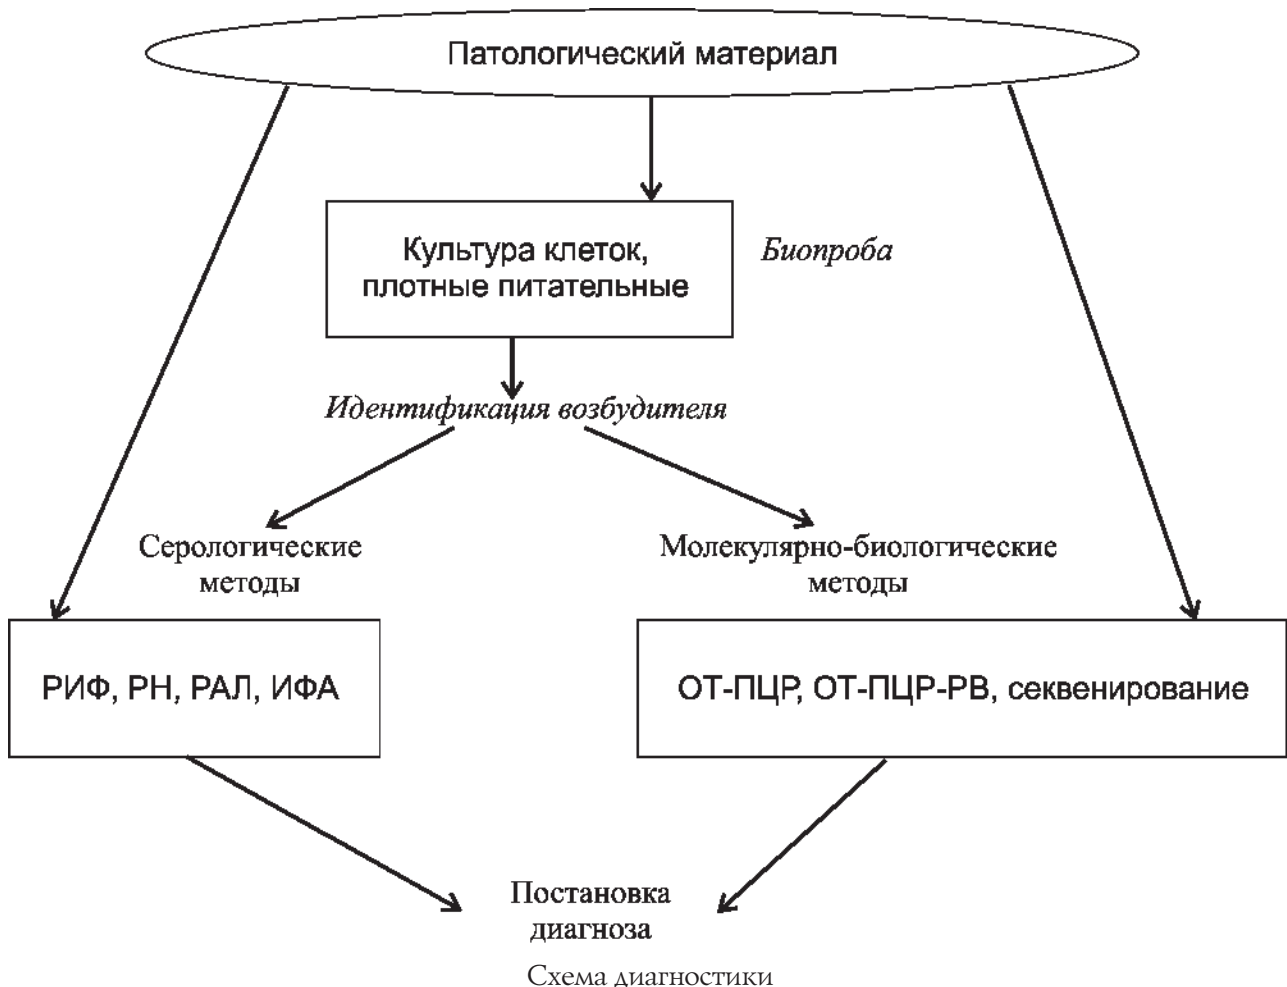 Патологический материал
Культура клеток,
плотные питательные
Биопроба
Идентификация возбудителя
Серологические
методы
Молекулярно-биологические
методы
РИФ, РН, РАЛ, ИФА
ОТ-ПЦР, ОТ-ПЦР-РВ, секвенирование
Постановка
диагноза
Схема диагностики